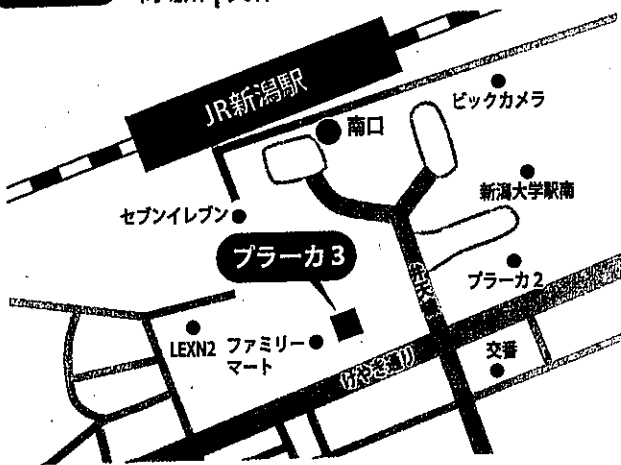 JR新潟駅
南口
ビックカメラ
新潟大学駅南
セブンイレブン
プラーカ3
プラーカ2
LEXN2
ファミリー
マート
けやき通り
交番